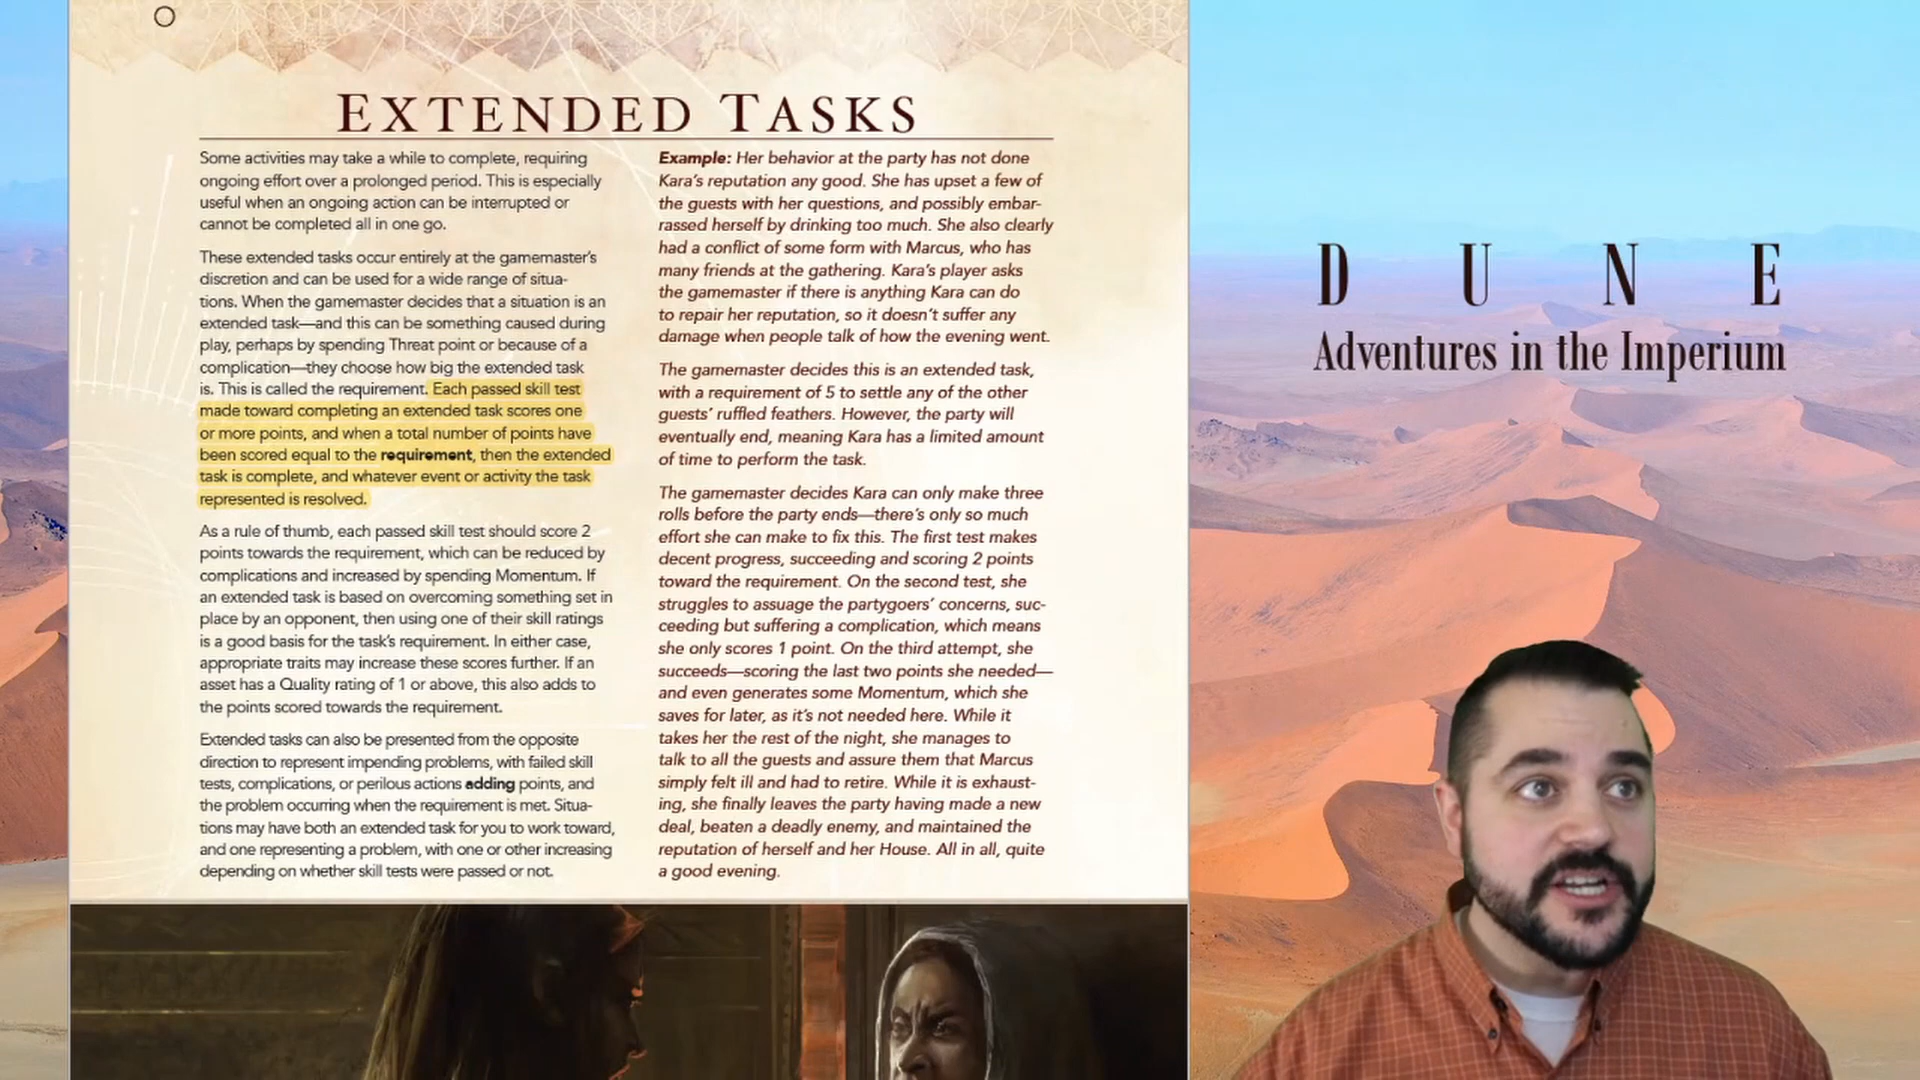 EXTENDED TASKS
Some activities may take a while to complete, requiring
ongoing effort over a prolonged period. This is especially
useful when an ongoing action can be interrupted or
cannot be completed all in one go.
These extended tasks occur entirely at the gamemaster's
discretion and can be used for a wide range of situa-
tions. When the gamemaster decides that a situation is an
extended task—and this can be something caused during
play, perhaps by spending Threat point or because of a
complication—they choose how big the extended task
is. This is called the requirement. Each passed skill test
made toward completing an extended task scores one
or more points, and when a total number of points have
been scored equal to the requirement, then the extended
task is complete, and whatever event or activity the task
represented is resolved.
As a rule of thumb, each passed skill test should score 2
points towards the requirement, which can be reduced by
complications and increased by spending Momentum. If
an extended task is based on overcoming something set in
place by an opponent, then using one of their skill ratings
is a good basis for the task's requirement. In either case,
appropriate traits may increase these scores further. If an
asset has a Quality rating of 1 or above, this also adds to
the points scored towards the requirement.
Extended tasks can also be presented from the opposite
direction to represent impending problems, with failed skill
tests, complications, or perilous actions adding points, and
the problem occurring when the requirement is met. Situa-
tions may have both an extended task for you to work toward,
and one representing a problem, with one or other increasing
depending on whether skill tests were passed or not.
Example: Her behavior at the party has not done
Kara's reputation any good. She has upset a few of
the guests with her questions, and possibly embar-
rassed herself by drinking too much. She also clearly
had a conflict of some form with Marcus, who has
many friends at the gathering. Kara's player asks
the gamemaster if there is anything Kara can do
to repair her reputation, so it doesn't suffer any
damage when people talk of how the evening went.
The gamemaster decides this is an extended task,
with a requirement of 5 to settle any of the other
guests' ruffled feathers. However, the party will
eventually end, meaning Kara has a limited amount
of time to perform the task.
The gamemaster decides Kara can only make three
rolls before the party ends—there's only so much
effort she can make to fix this. The first test makes
decent progress, succeeding and scoring 2 points
toward the requirement. On the second test, she
struggles to assuage the partygoers' concerns, suc-
ceeding but suffering a complication, which means
she only scores 1 point. On the third attempt, she
succeeds—scoring the last two points she needed—
and even generates some Momentum, which she
saves for later, as it's not needed here. While it
takes her the rest of the night, she manages to
talk to all the guests and assure them that Marcus
simply felt ill and had to retire. While it is exhaust-
ing, she finally leaves the party having made a new
deal, beaten a deadly enemy, and maintained the
reputation of herself and her House. All in all, quite
a good evening.
DUNE
Adventures in the Imperium